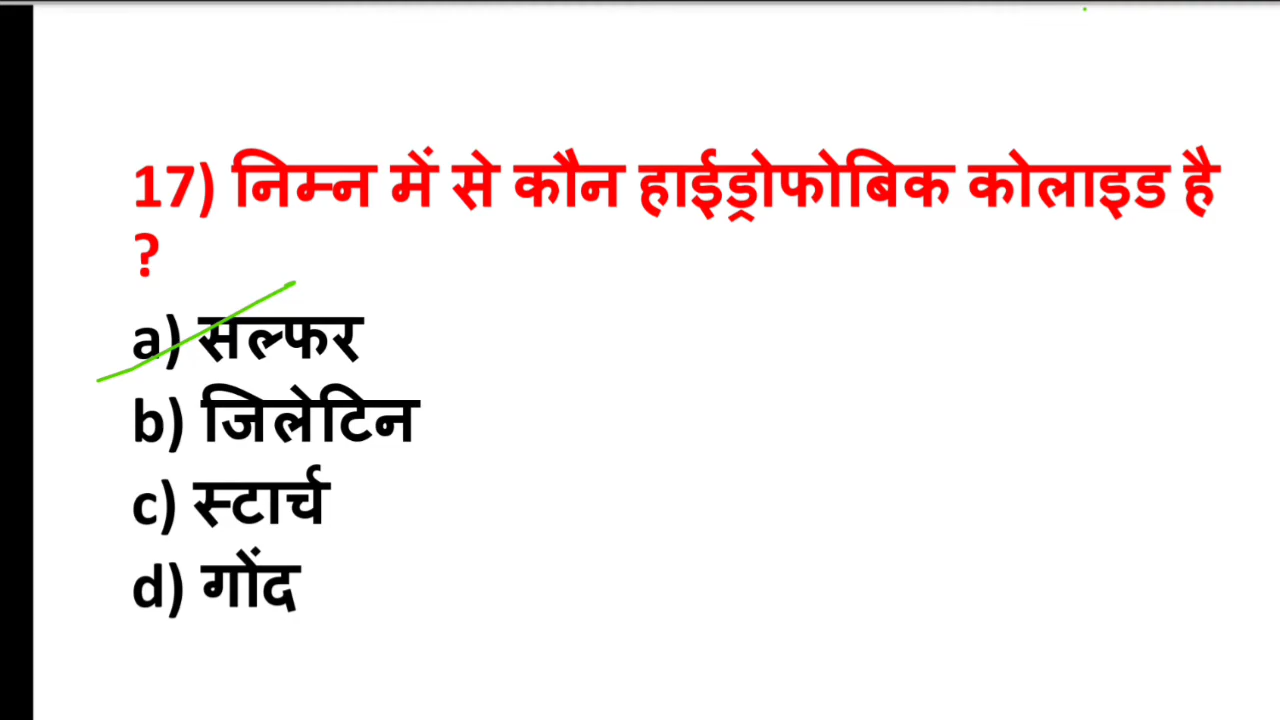 17) निम्न में से कौन हाईड्रोफोबिक कोलाइड है
?
a) सल्फर
b) जिलेटिन
c) स्टार्च
d) गोंद